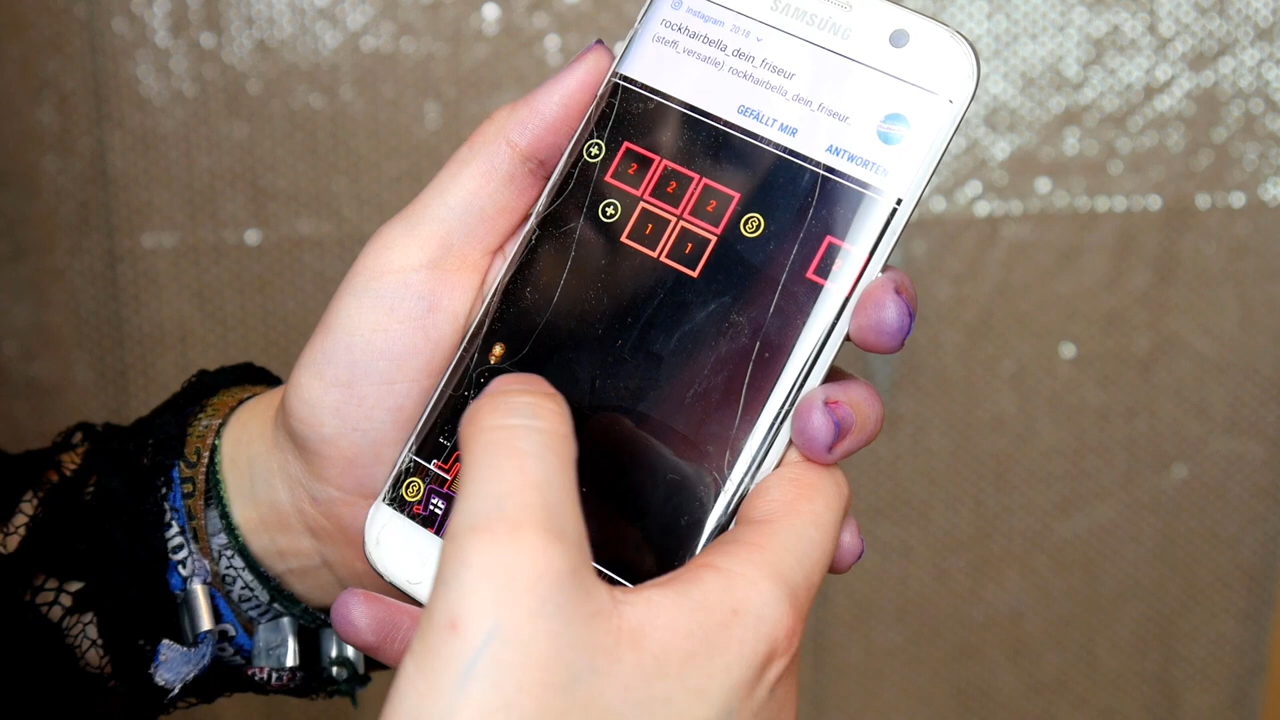 SAMSUNG
Instagram 20:18
rockhairbella_dein_friseur
(steffi_versatile): rockhairbella_dein_friseur...
GEFÄLLT MIR
ANTWORTEN
2 2 2
1 1